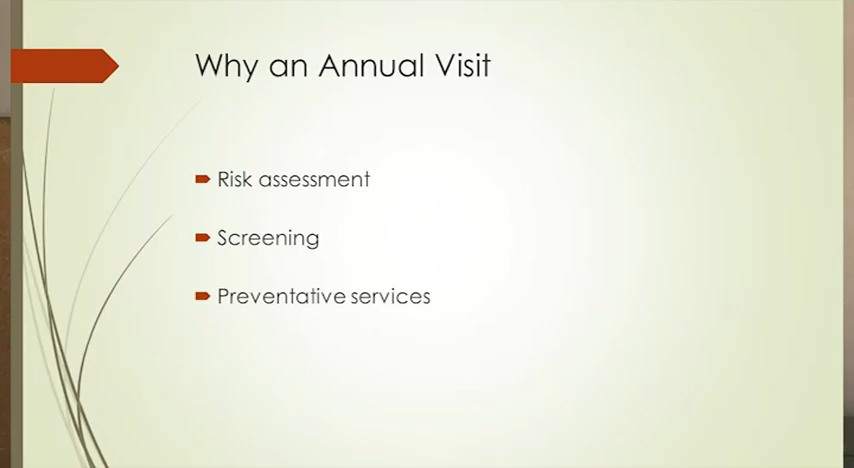 Why an Annual Visit
Risk assessment
Screening
Preventative services